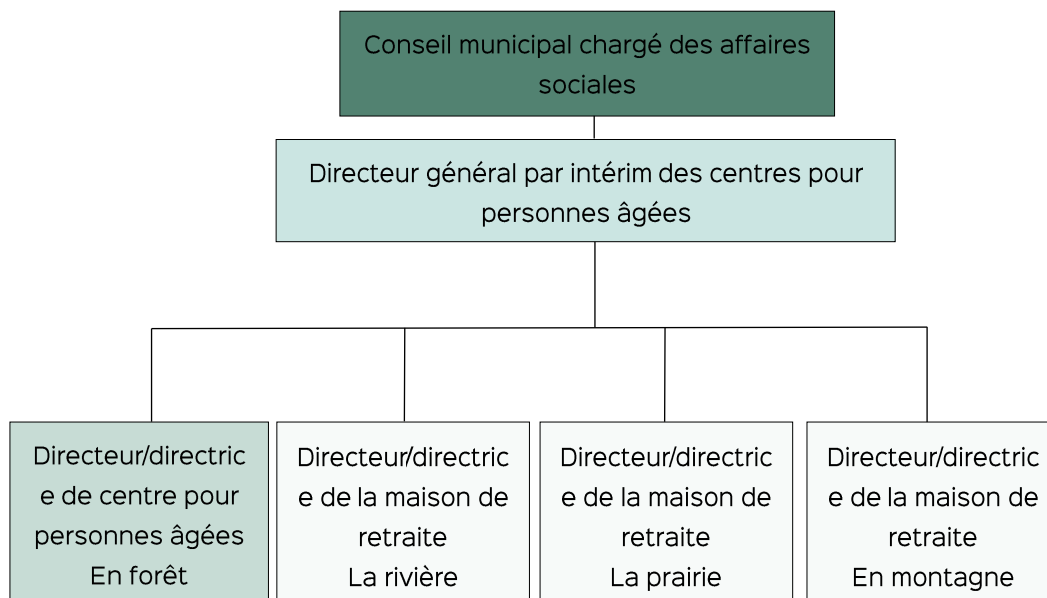 Conseil municipal chargé des affaires
sociales
Directeur général par intérim des centres pour
personnes âgées
Directeur/directric
e de centre pour
personnes âgées
En forêt
Directeur/directric
e de la maison de
retraite
La rivière
Directeur/directric
e de la maison de
retraite
La prairie
Directeur/directric
e de la maison de
retraite
En montagne